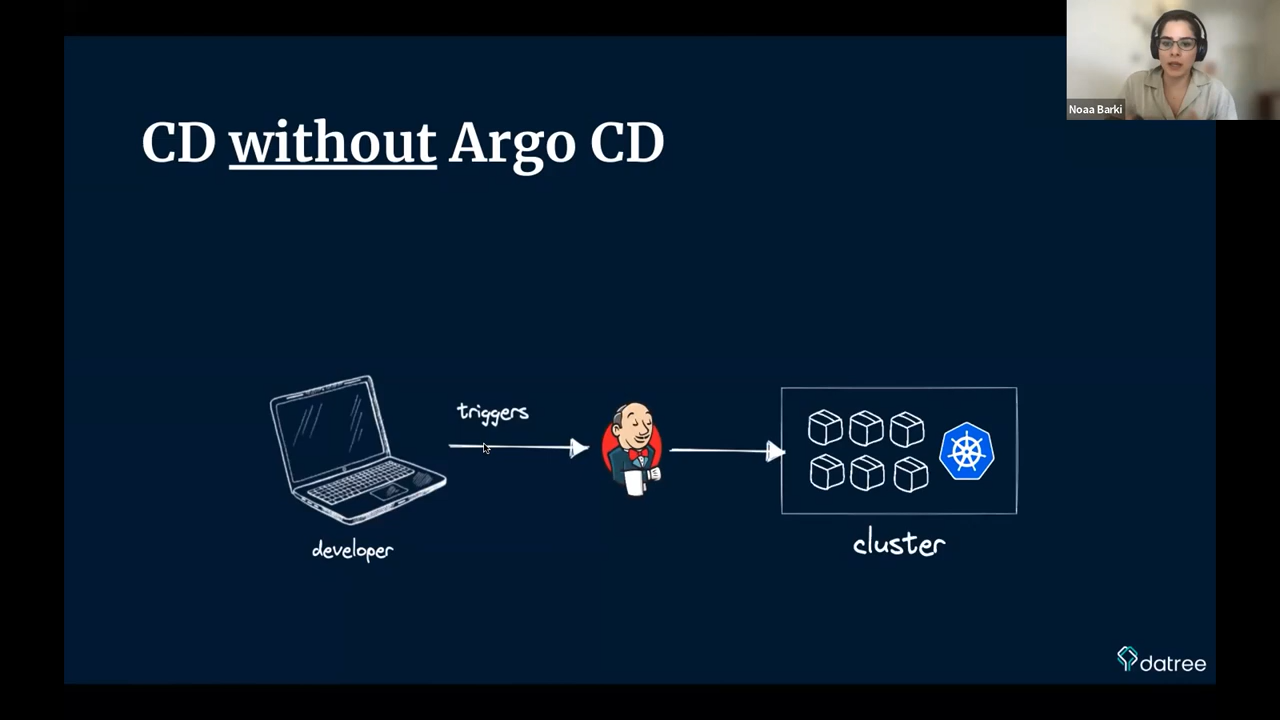 Noaa Barki
CD without Argo CD
triggers
developer
cluster
datree